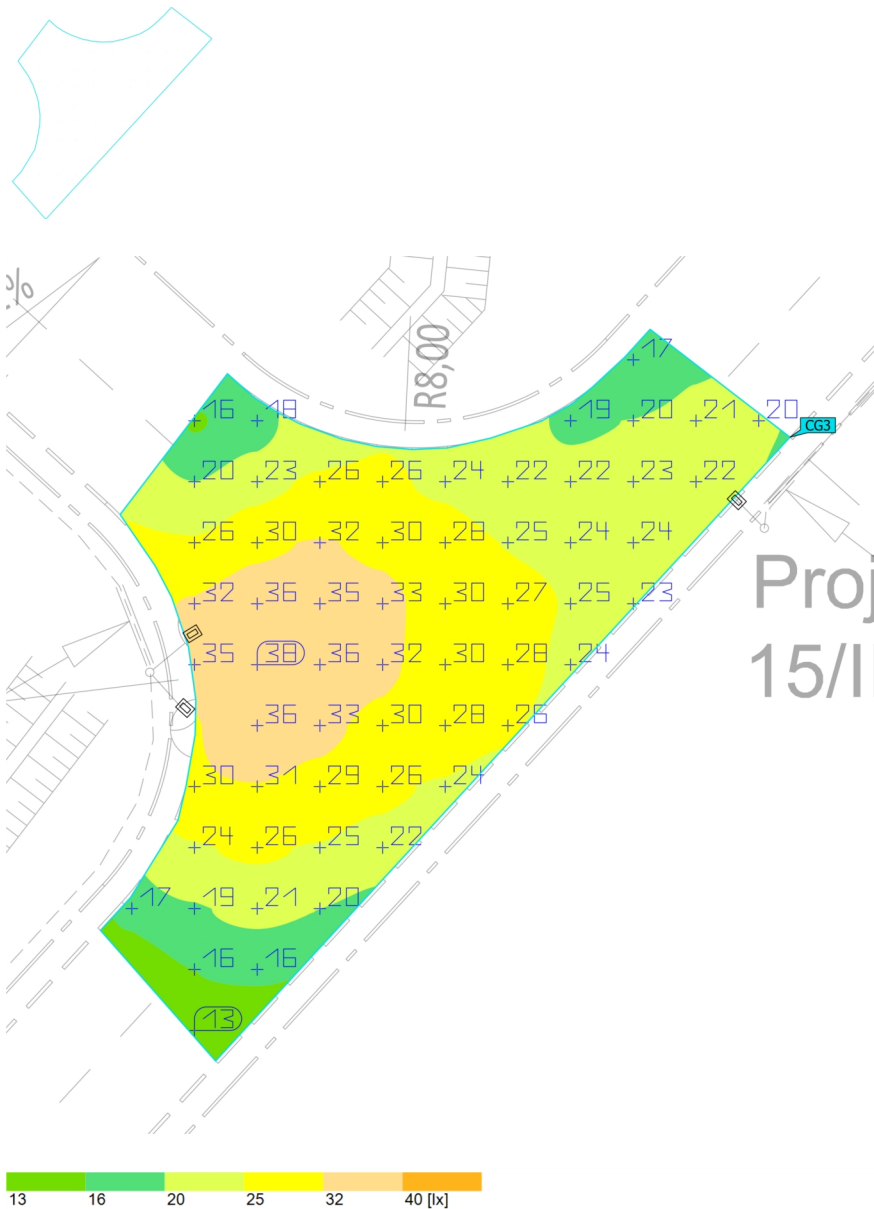 %
R8,00
17
16 18 19 20 21 20
CG3
20 23 26 26 24 22 22 23 22
26 30 32 30 28 25 24 24
Proj
32 36 35 33 30 27 25 23
15/II
35 38 36 32 30 28 24
36 33 30 28 26
30 31 29 26 24
24 26 25 22
17 19 21 20
16 16
13
13 16 20 25 32 40 [lx]